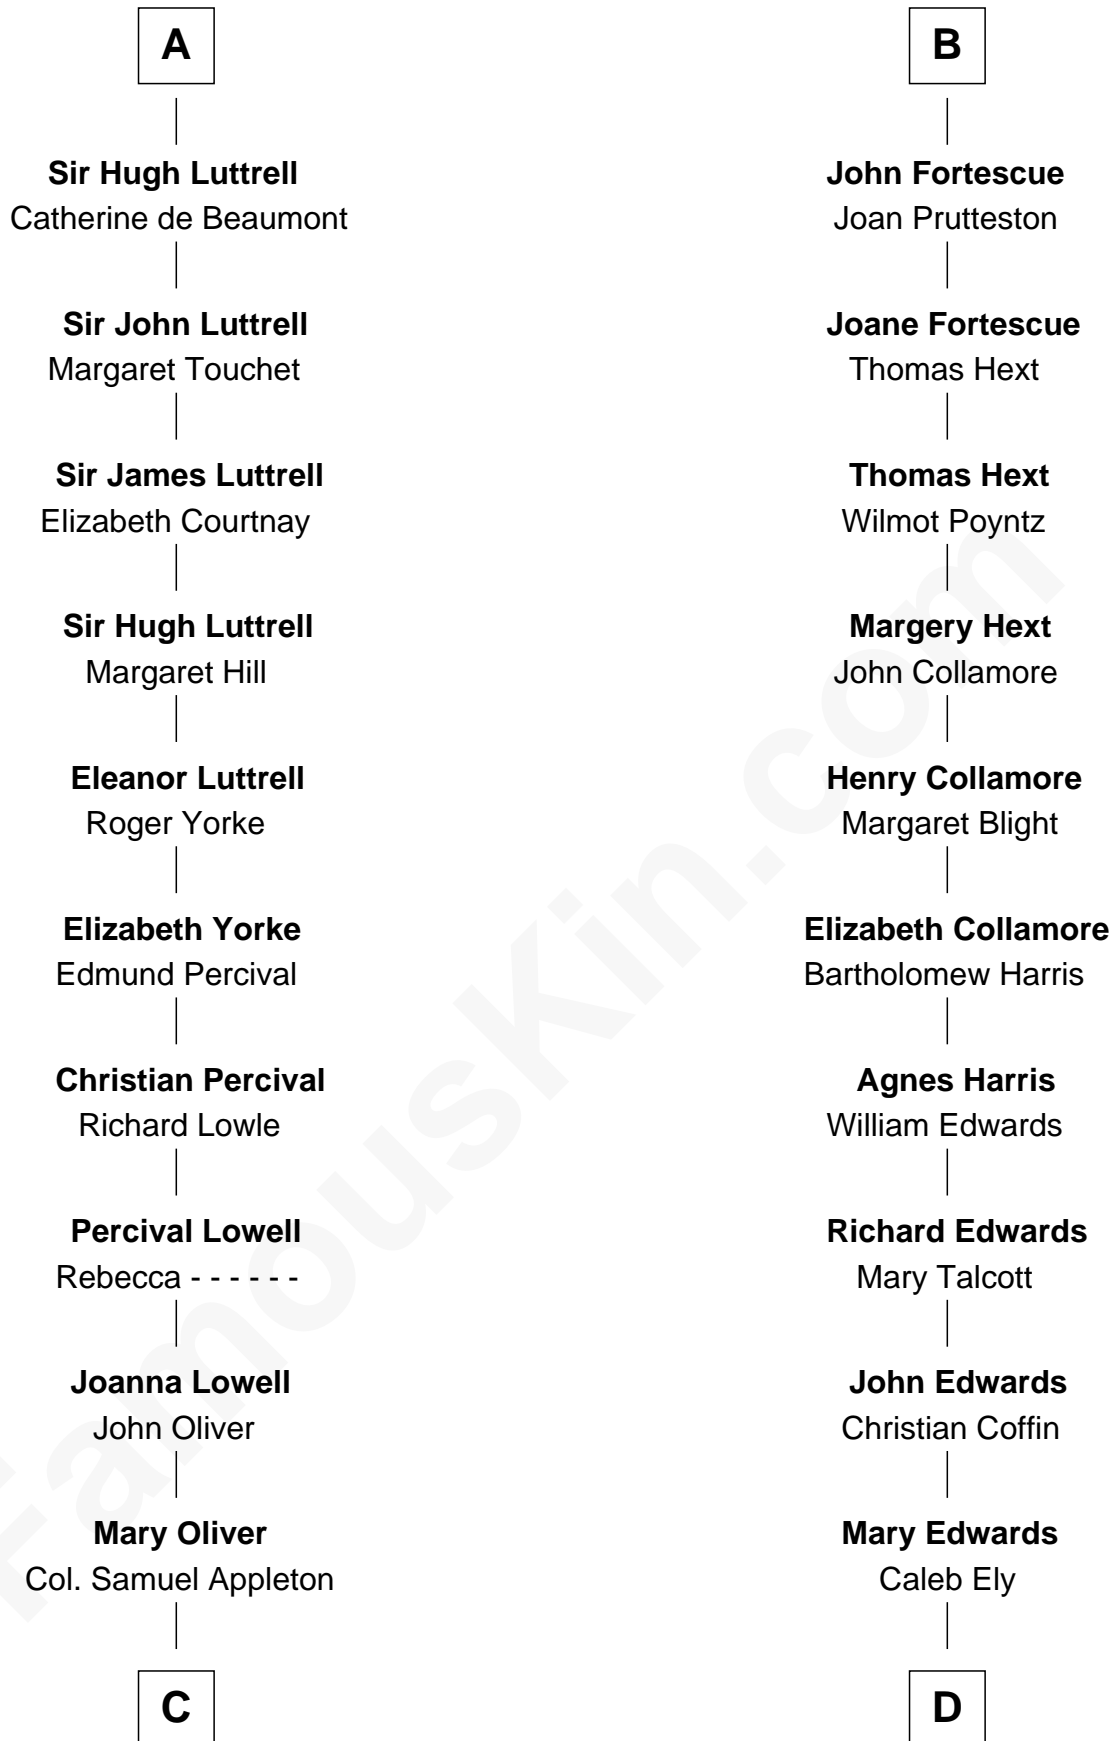 A
Sir Hugh Luttrell
Catherine de Beaumont
Sir John Luttrell
Margaret Touchet
Sir James Luttrell
Elizabeth Courtnay
Sir Hugh Luttrell
Margaret Hill
Eleanor Luttrell
Roger Yorke
Elizabeth Yorke
Edmund Percival
Christian Percival
Richard Lowle
Percival Lowell
Rebecca - - - - - -
Joanna Lowell
John Oliver
Mary Oliver
Col. Samuel Appleton
C
B
John Fortescue
Joan Prutteston
Joane Fortescue
Thomas Hext
Thomas Hext
Wilmot Poyntz
Margery Hext
John Collamore
Henry Collamore
Margaret Blight
Elizabeth Collamore
Bartholomew Harris
Agnes Harris
William Edwards
Richard Edwards
Mary Talcott
John Edwards
Christian Coffin
Mary Edwards
Caleb Ely
D
FamousKin.com